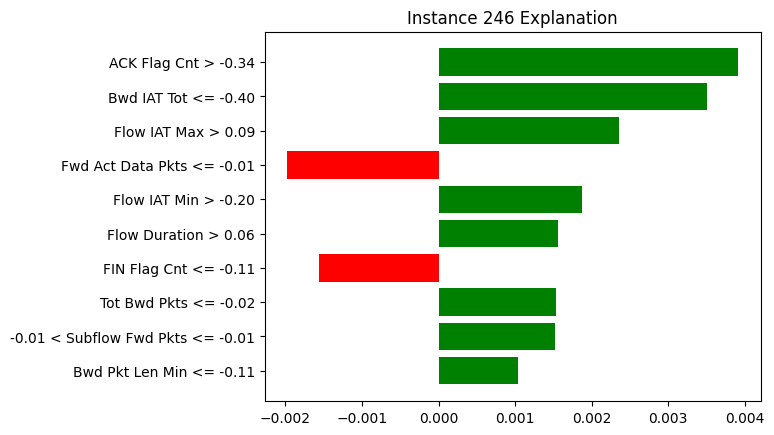 Instance 246 Explanation
ACK Flag Cnt > -0.34
Bwd IAT Tot <= -0.40
Flow IAT Max > 0.09
Fwd Act Data Pkts <= -0.01
Flow IAT Min > -0.20
Flow Duration > 0.06
FIN Flag Cnt <= -0.11
Tot Bwd Pkts <= -0.02
-0.01 < Subflow Fwd Pkts <= -0.01
Bwd Pkt Len Min <= -0.11
−0.002 −0.001 0.000 0.001 0.002 0.003 0.004